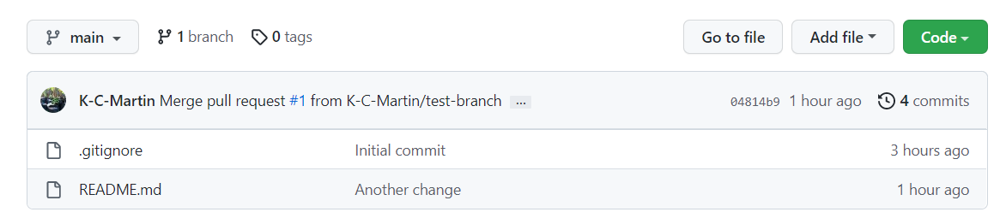 main 1 branch 0 tags Go to file Add file Code
K-C-Martin Merge pull request #1 from K-C-Martin/test-branch ... 04814b9 1 hour ago 4 commits
.gitignore Initial commit 3 hours ago
README.md Another change 1 hour ago